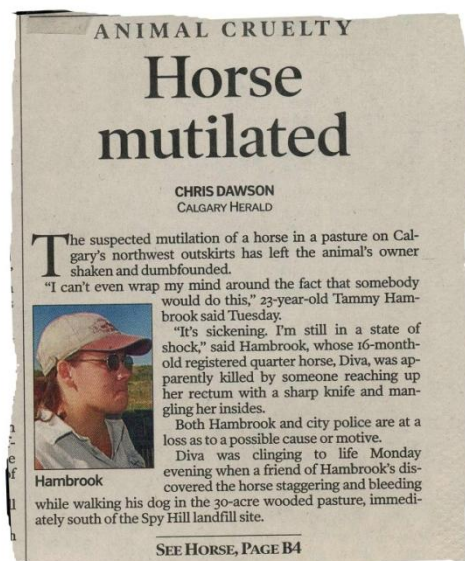 ANIMAL CRUELTY
Horse
mutilated
CHRIS DAWSON
CALGARY HERALD
The suspected mutilation of a horse in a pasture on Cal-
gary's northwest outskirts has left the animal's owner
shaken and dumbfounded.
"I can't even wrap my mind around the fact that somebody
would do this," 23-year-old Tammy Ham-
brook said Tuesday.
"It's sickening. I'm still in a state of
shock," said Hambrook, whose 16-month-
old registered quarter horse, Diva, was ap-
parently killed by someone reaching up
her rectum with a sharp knife and man-
gling her insides.
Both Hambrook and city police are at a
loss as to a possible cause or motive.
Diva was clinging to life Monday
evening when a friend of Hambrook's dis-
covered the horse staggering and bleeding
while walking his dog in the 30-acre wooded pasture, immedi-
ately south of the Spy Hill landfill site.
Hambrook
SEE HORSE, PAGE B4